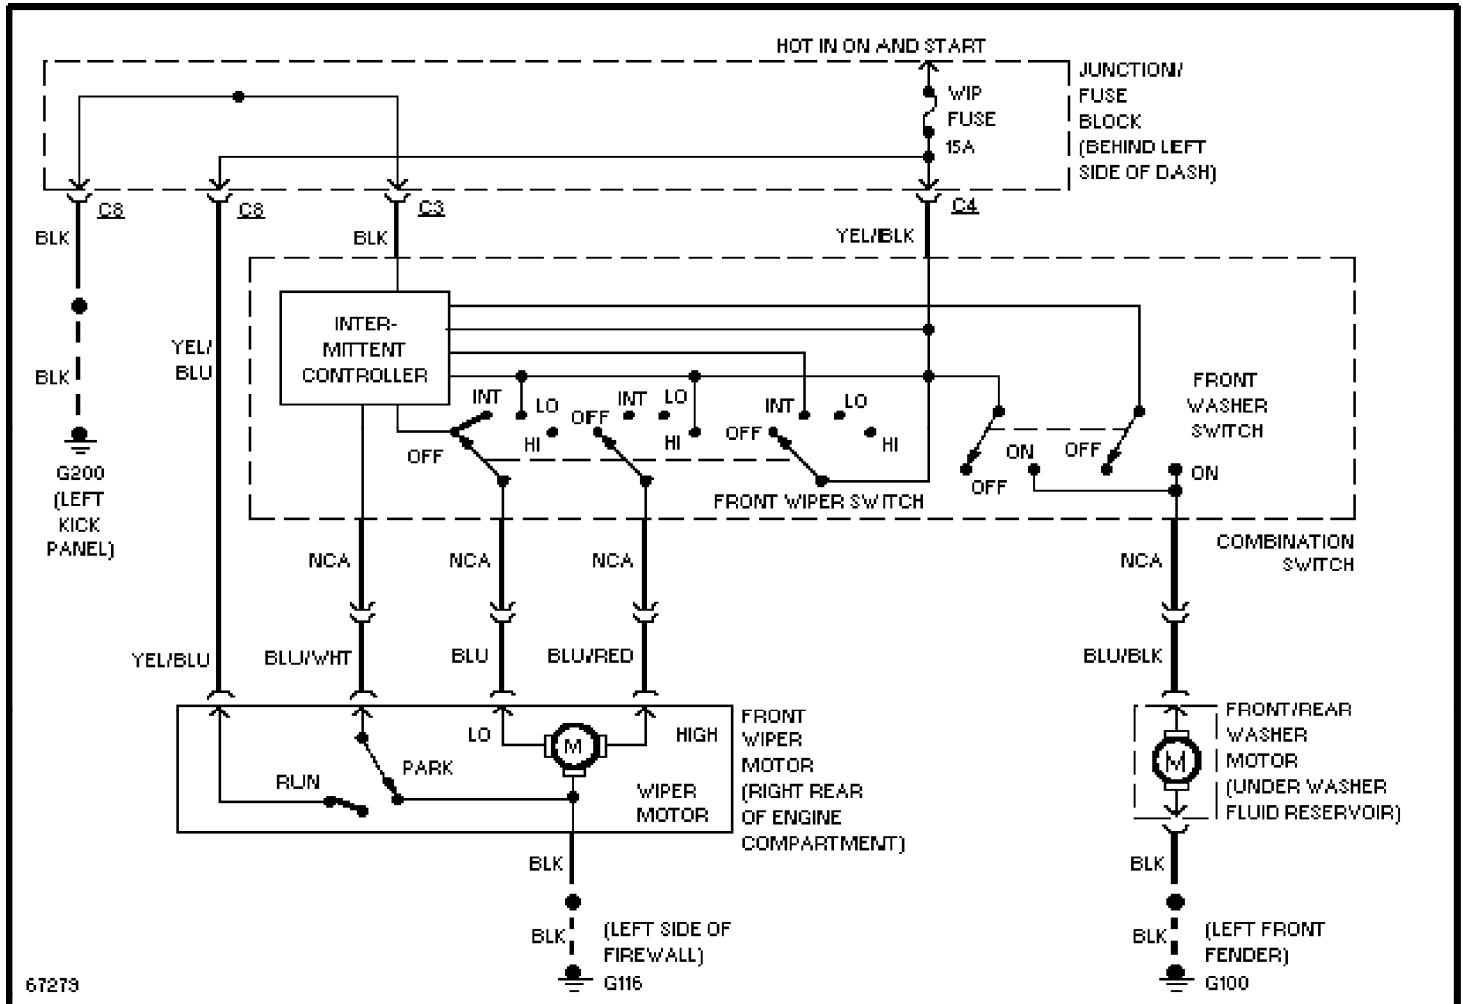 HOT IN ON AND START
JUNCTION/
FUSE
BLOCK
(BEHIND LEFT
SIDE OF DASH)
WIP
FUSE
15A
C8
C8
C3
C4
BLK
BLK
YEL/BLK
INTER-
MITTENT
CONTROLLER
YEL/
BLU
BLK
FRONT
WASHER
SWITCH
INT
LO
HI
OFF
INT
LO
OFF
HI
INT
LO
OFF
HI
ON
OFF
OFF
ON
G200
(LEFT
KICK
PANEL)
FRONT WIPER SWITCH
COMBINATION
SWITCH
NCA
NCA
NCA
NCA
YEL/BLU
BLU/WHT
BLU
BLU/RED
BLU/BLK
LO
M
HIGH
PARK
RUN
WIPER
MOTOR
FRONT
WIPER
MOTOR
(RIGHT REAR
OF ENGINE
COMPARTMENT)
M
FRONT/REAR
WASHER
MOTOR
(UNDER WASHER
FLUID RESERVOIR)
BLK
BLK
BLK
(LEFT SIDE OF
FIREWALL)
G116
BLK
(LEFT FRONT
FENDER)
G100
67279